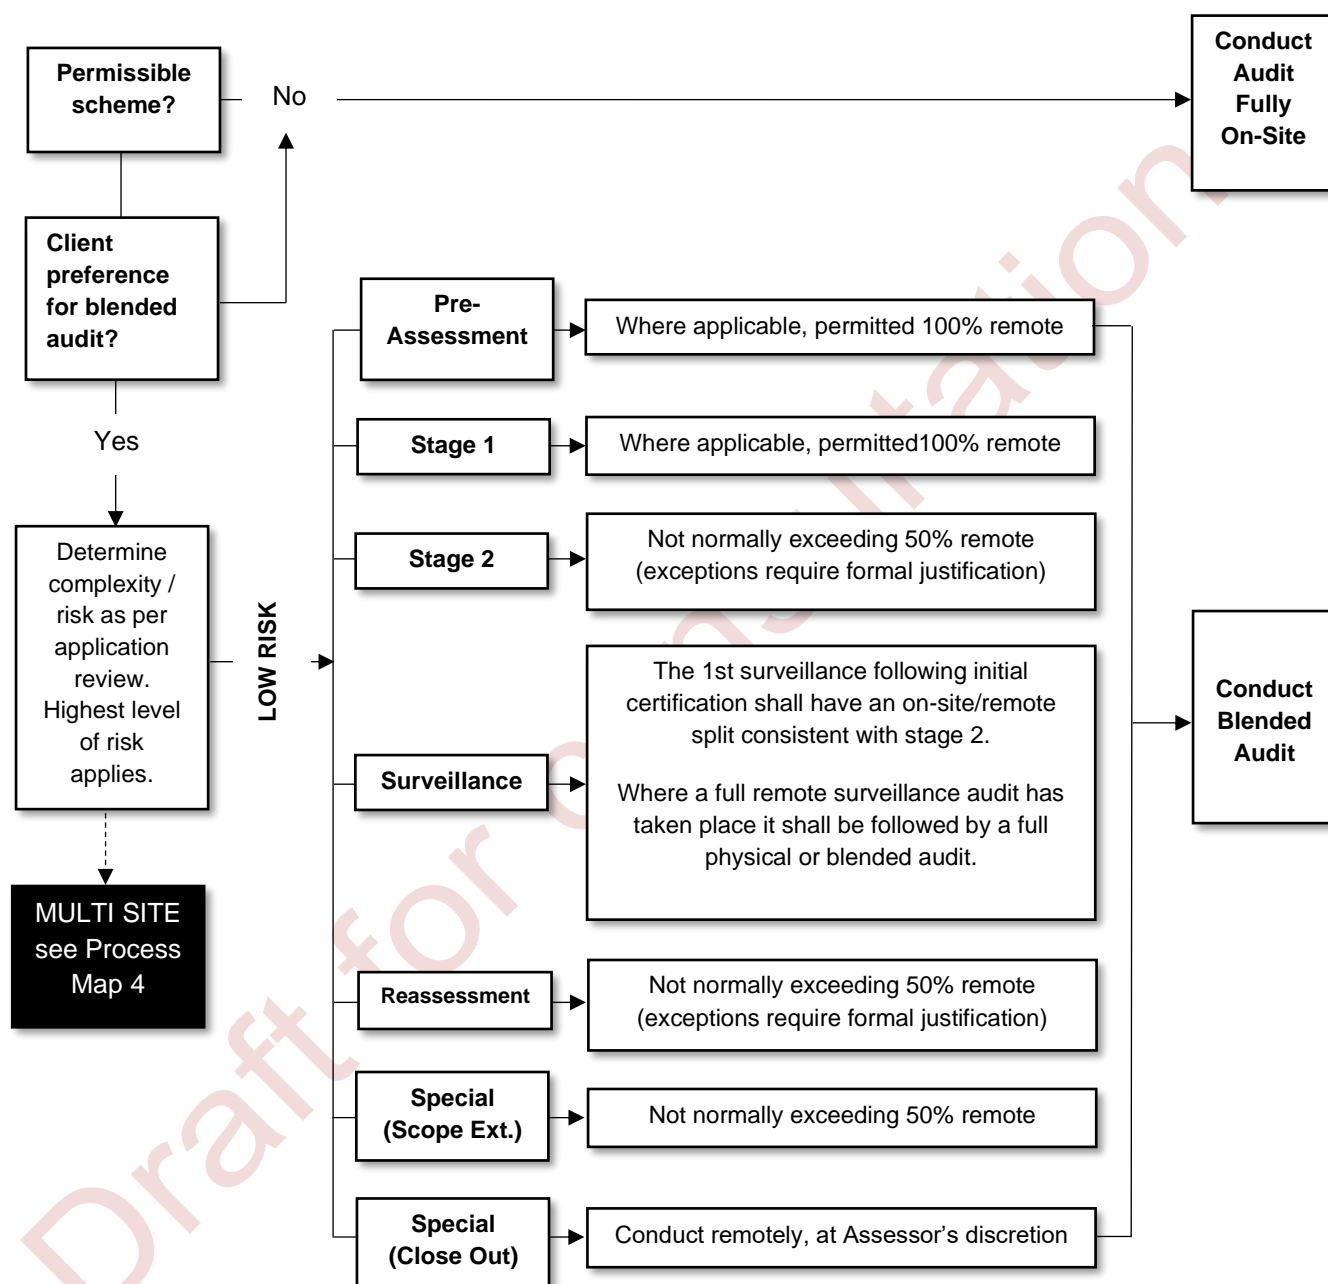 Permissible
scheme?
No
Conduct
Audit
Fully
On-Site
Client
preference
for blended
audit?
Yes
Determine
complexity /
risk as per
application
review.
Highest level
of risk
applies.
MULTI SITE
see Process
Map 4
LOW RISK
Pre-
Assessment
Where applicable, permitted 100% remote
Stage 1
Where applicable, permitted100% remote
Stage 2
Not normally exceeding 50% remote
(exceptions require formal justification)
Surveillance
The 1st surveillance following initial
certification shall have an on-site/remote
split consistent with stage 2.
Where a full remote surveillance audit has
taken place it shall be followed by a full
physical or blended audit.
Reassessment
Not normally exceeding 50% remote
(exceptions require formal justification)
Special
(Scope Ext.)
Not normally exceeding 50% remote
Special
(Close Out)
Conduct remotely, at Assessor's discretion
Conduct
Blended
Audit
Draft for consultation